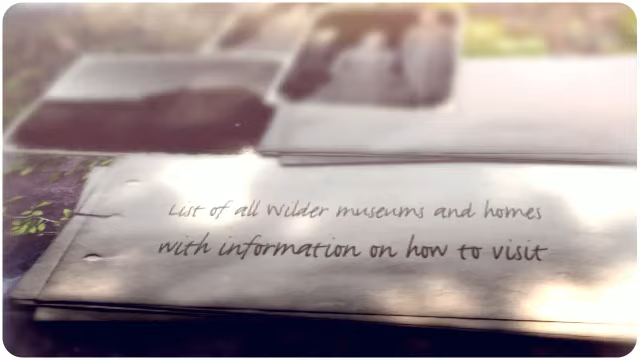 List of all Wilder museums and homes
with information on how to visit